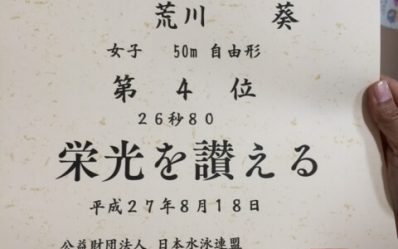 荒川 葵
女子 50m 自由形
第 4 位
26秒80
栄光を讃える
平成27年8月18日
公益財団法人 日本水泳連盟